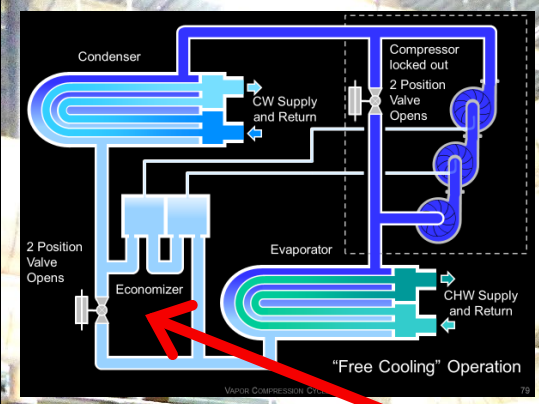 Condenser
Compressor
locked out
2 Position
Valve
Opens
CW Supply
and Return
2 Position
Valve
Opens
Economizer
Evaporator
CHW Supply
and Return
"Free Cooling" Operation
VAPOR COMPRESSION
79